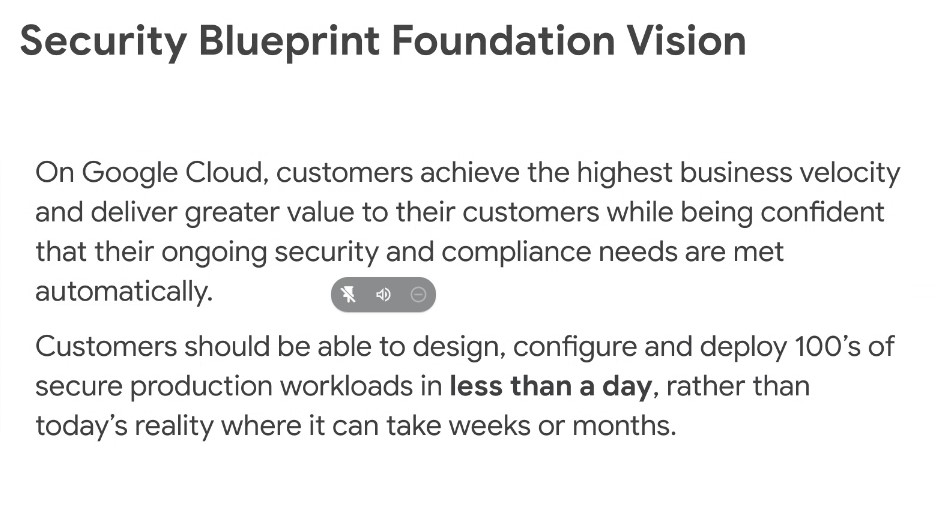 Security Blueprint Foundation Vision
On Google Cloud, customers achieve the highest business velocity
and deliver greater value to their customers while being confident
that their ongoing security and compliance needs are met
automatically.
Customers should be able to design, configure and deploy 100’s of
secure production workloads in less than a day, rather than
today’s reality where it can take weeks or months.